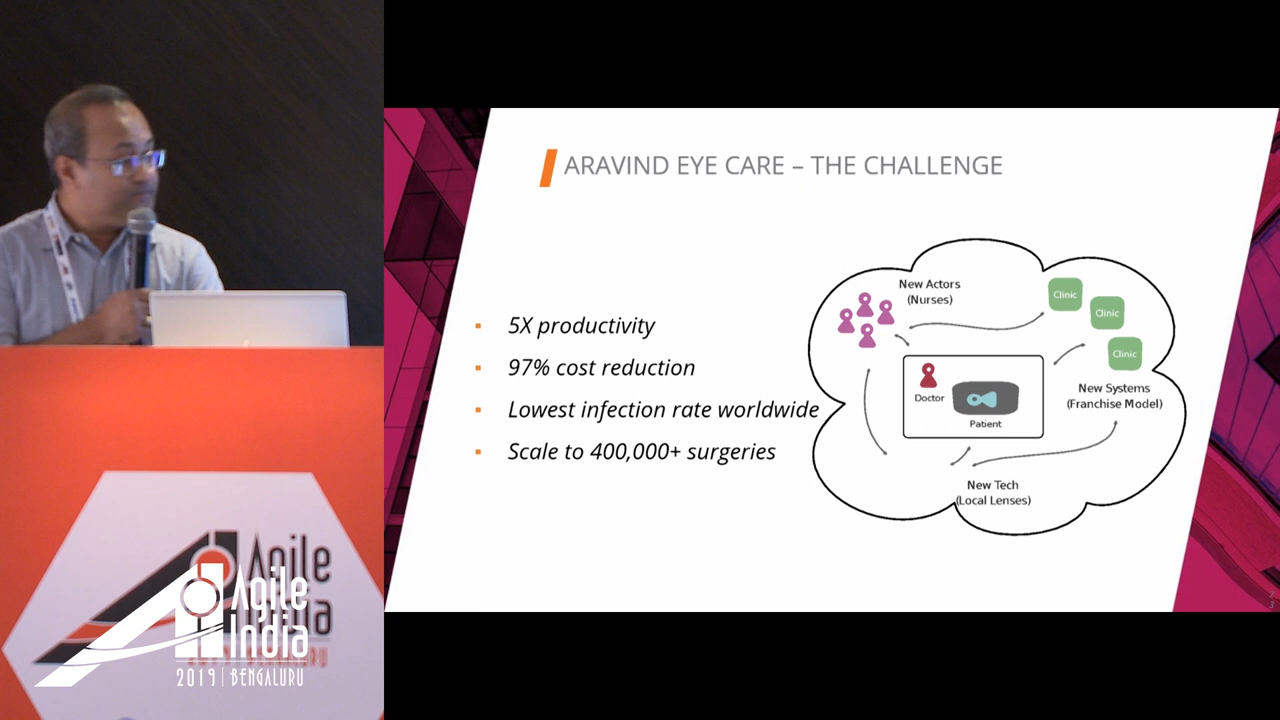 ARAVIND EYE CARE – THE CHALLENGE
5X productivity
97% cost reduction
Lowest infection rate worldwide
Scale to 400,000+ surgeries
New Actors
(Nurses)
Clinic
Clinic
Clinic
Doctor
Patient
New Systems
(Franchise Model)
New Tech
(Local Lenses)
Agile
India
Agile
India
2019 | BENGALURU